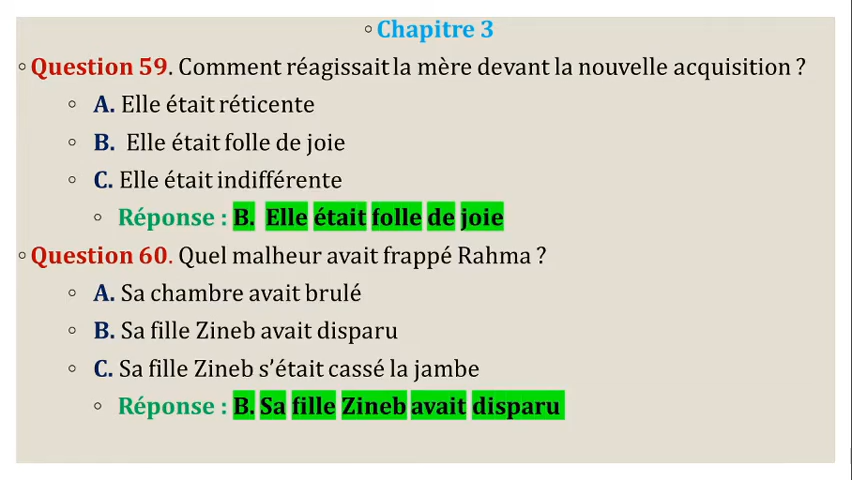 Chapitre 3
Question 59. Comment réagissait la mère devant la nouvelle acquisition ?
A. Elle était réticente
B. Elle était folle de joie
C. Elle était indifférente
Réponse : B. Elle était folle de joie
Question 60. Quel malheur avait frappé Rahma ?
A. Sa chambre avait brulé
B. Sa fille Zineb avait disparu
C. Sa fille Zineb s’était cassé la jambe
Réponse : B. Sa fille Zineb avait disparu